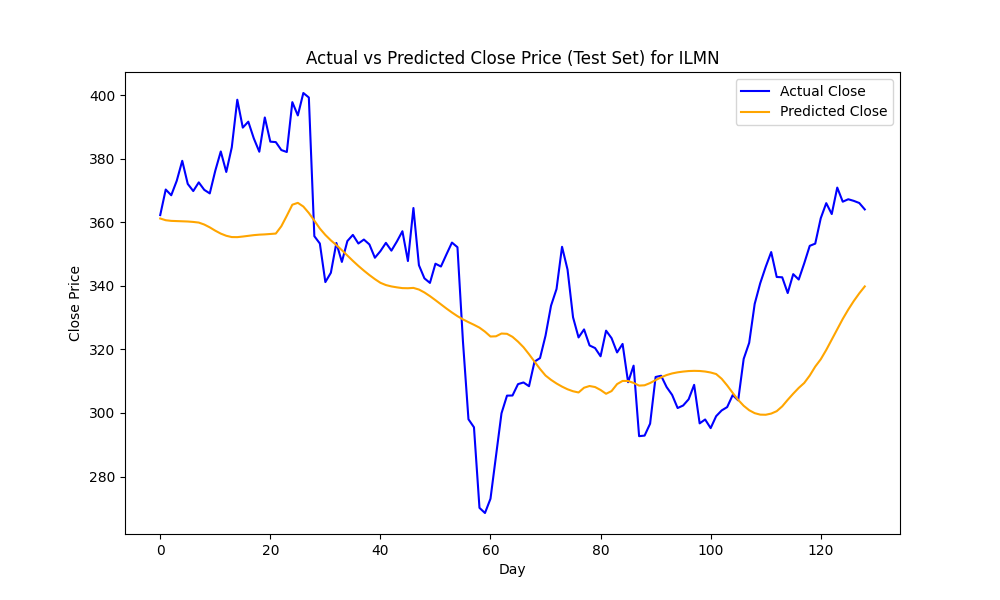 Actual vs Predicted Close Price (Test Set) for ILMN
Actual Close
Predicted Close
400
380
360
340
320
300
280
Close Price
0 20 40 60 80 100 120
Day